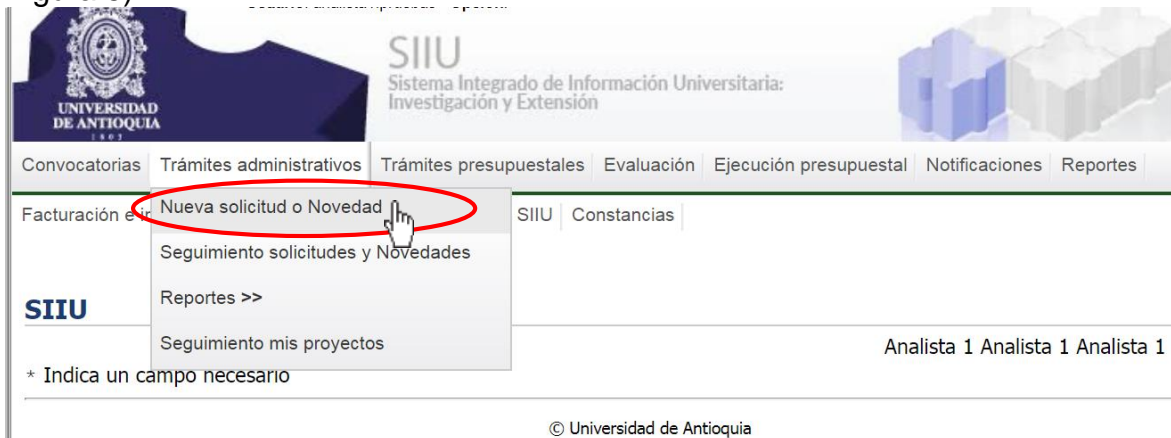 SIIU
Sistema Integrado de Información Universitaria:
Investigación y Extensión
UNIVERSIDAD
DE ANTIOQUIA
1803
Convocatorias Trámites administrativos Trámites presupuestales Evaluación Ejecución presupuestal Notificaciones Reportes
Facturación e SIIU Constancias
Nueva solicitud o Novedad
Seguimiento solicitudes y Novedades
Reportes >>
Seguimiento mis proyectos
SIIU
Analista 1 Analista 1 Analista 1
* Indica un campo necesario
© Universidad de Antioquia